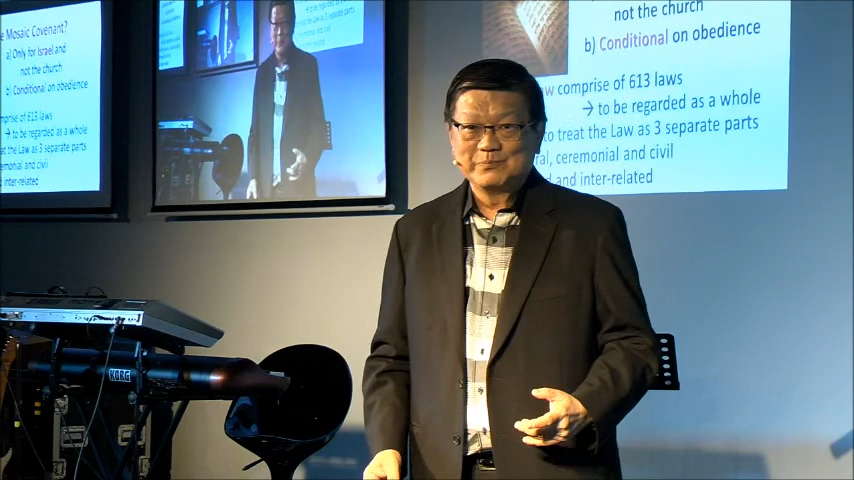 e Mosaic Covenant?
a) Only for Israel and
not the church
b) Conditional on obedience
comprise of 613 laws
→ to be regarded as a whole
the Law as 3 separate parts
emonial and civil
d inter-related
not the church
b) Conditional on obedience
w comprise of 613 laws
→ to be regarded as a whole
to treat the Law as 3 separate parts
ral, ceremonial and civil
d and inter-related
KORG